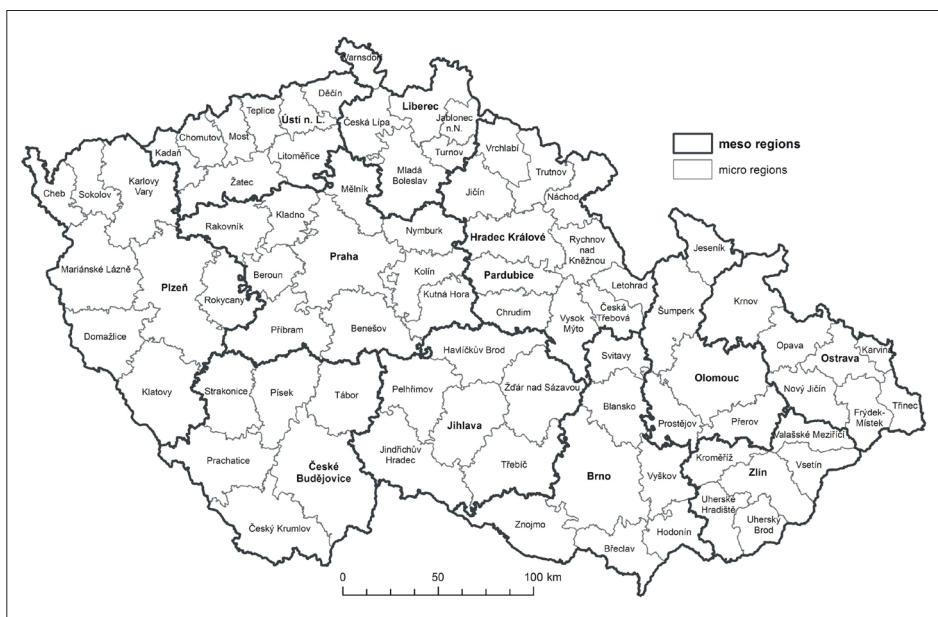 Varnsdorf
Děčín
Teplice
Ústí n. L.
Liberec
Česká Lípa
Jablonec
n.N.
Chomutov
Most
Kadaň
Litoměřice
Turnov
Vrchlabí
Mladá
Boleslav
Trutnov
Žatec
Mělník
Jičín
Náchod
Cheb
Sokolov
Karlovy
Vary
Rakovník
Kladno
Nymburk
Hradec Králové
Rychnov
nad
Kněžnou
Jeseník
Mariánské Lázně
Plzeň
Rokycany
Beroun
Praha
Kolín
Pardubice
Kutná Hora
Letohrad
Krnov
Domažlice
Příbram
Benešov
Chrudim
Vysok
Mýto
Česká
Třebová
Šumperk
Havlíčkův Brod
Svitavy
Opava
Ostrava
Karviná
Klatovy
Strakonice
Písek
Tábor
Pelhřimov
Žďár nad Sázavou
Blansko
Olomouc
Nový Jičín
Třinec
Frýdek-
Místek
Prachatice
České
Budějovice
Jindřichův
Hradec
Jihlava
Třebíč
Prostějov
Přerov
Valašské Meziříčí
Kroměříž
Zlín
Vsetín
Brno
Vyškov
Uherské
Hradiště
Uherský
Brod
Český Krumlov
Znojmo
Břeclav
Hodonín
meso regions
micro regions
0 50 100 km